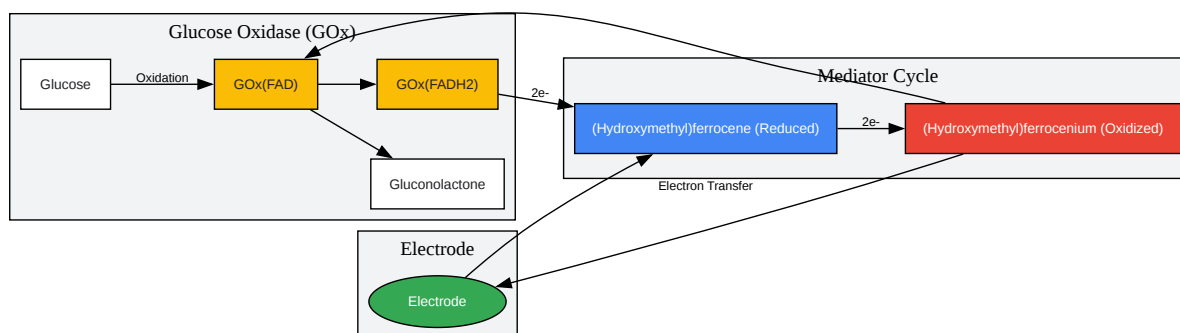 Glucose Oxidase (GOx)
Glucose
Oxidation
GOx(FAD)
GOx(FADH2)
2e-
Gluconolactone
Mediator Cycle
(Hydroxymethyl)ferrocene (Reduced)
2e-
(Hydroxymethyl)ferrocenium (Oxidized)
Electron Transfer
Electrode
Electrode